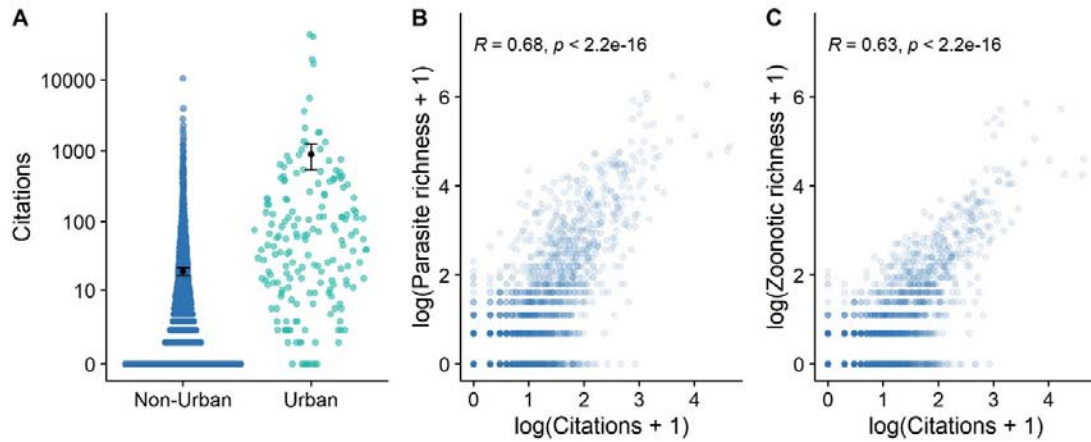 A
Citations
10000
1000
100
10
0
Non-Urban
Urban
B
R = 0.68, p < 2.2e-16
log(Parasite richness + 1)
6
4
2
0
0 1 2 3 4
log(Citations + 1)
C
R = 0.63, p < 2.2e-16
log(Zoonotic richness + 1)
6
4
2
0
0 1 2 3 4
log(Citations + 1)